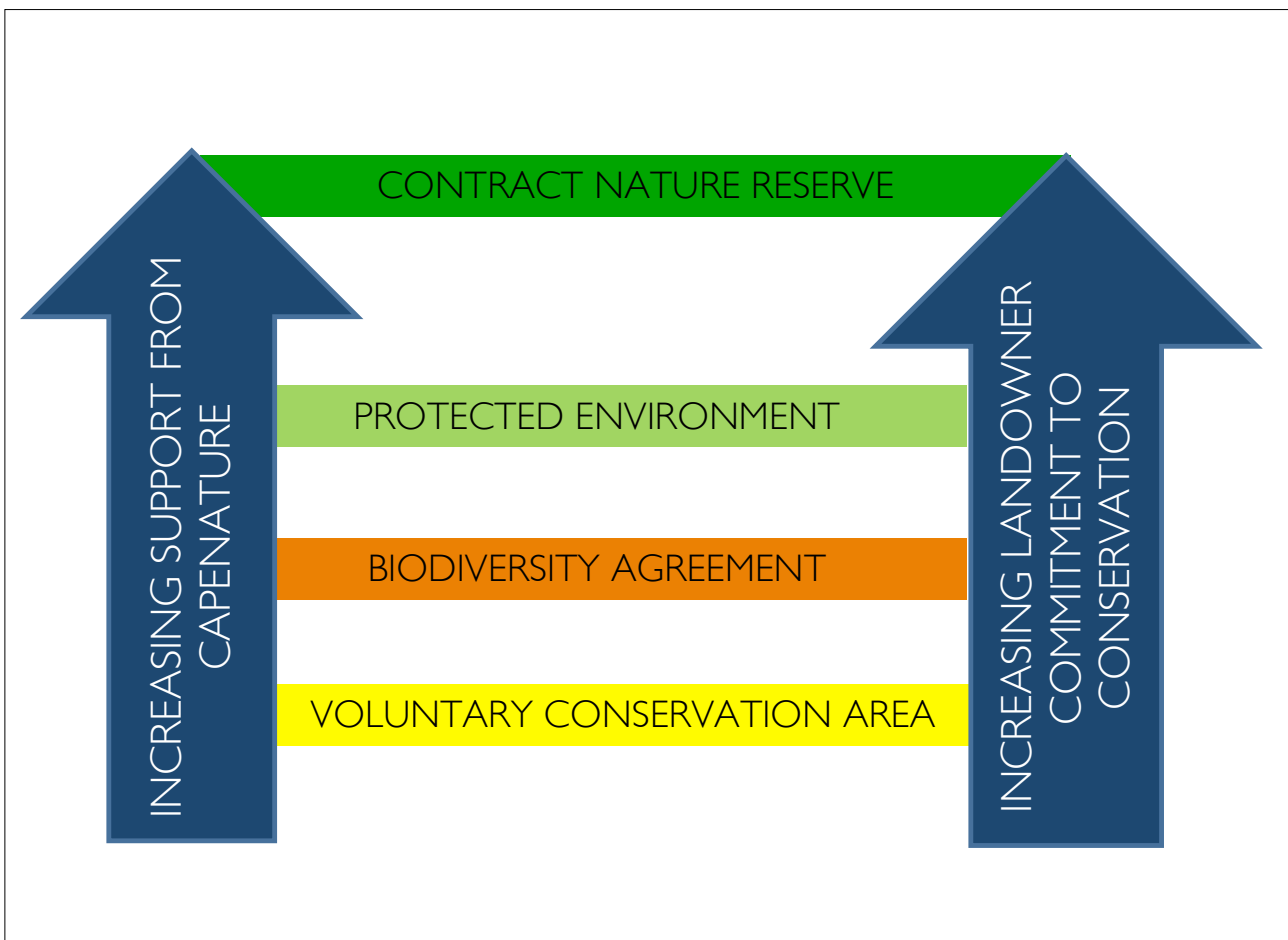 CONTRACT NATURE RESERVE
INCREASING SUPPORT FROM
CAPENATURE
PROTECTED ENVIRONMENT
BIODIVERSITY AGREEMENT
VOLUNTARY CONSERVATION AREA
INCREASING LANDOWNER
COMMITMENT TO
CONSERVATION